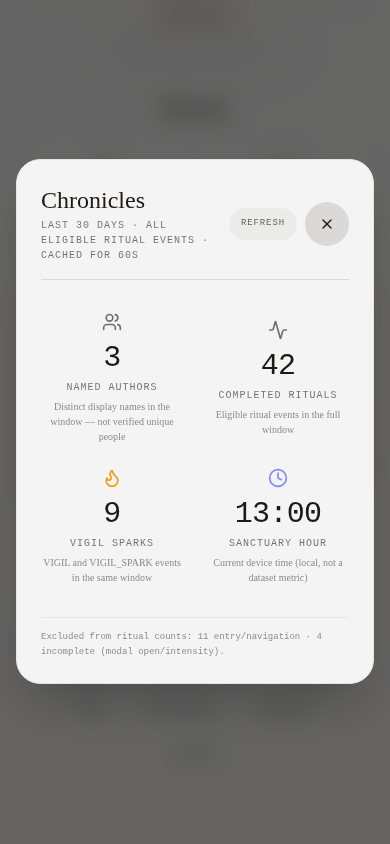 Chronicles
LAST 30 DAYS · ALL
ELIGIBLE RITUAL EVENTS ·
CACHED FOR 60S
REFRESH
3
NAMED AUTHORS
Distinct display names in the
window — not verified unique
people
42
COMPLETED RITUALS
Eligible ritual events in the full
window
9
VIGIL SPARKS
VIGIL and VIGIL_SPARK events
in the same window
13:00
SANCTUARY HOUR
Current device time (local, not a
dataset metric)
Excluded from ritual counts: 11 entry/navigation · 4
incomplete (modal open/intensity).